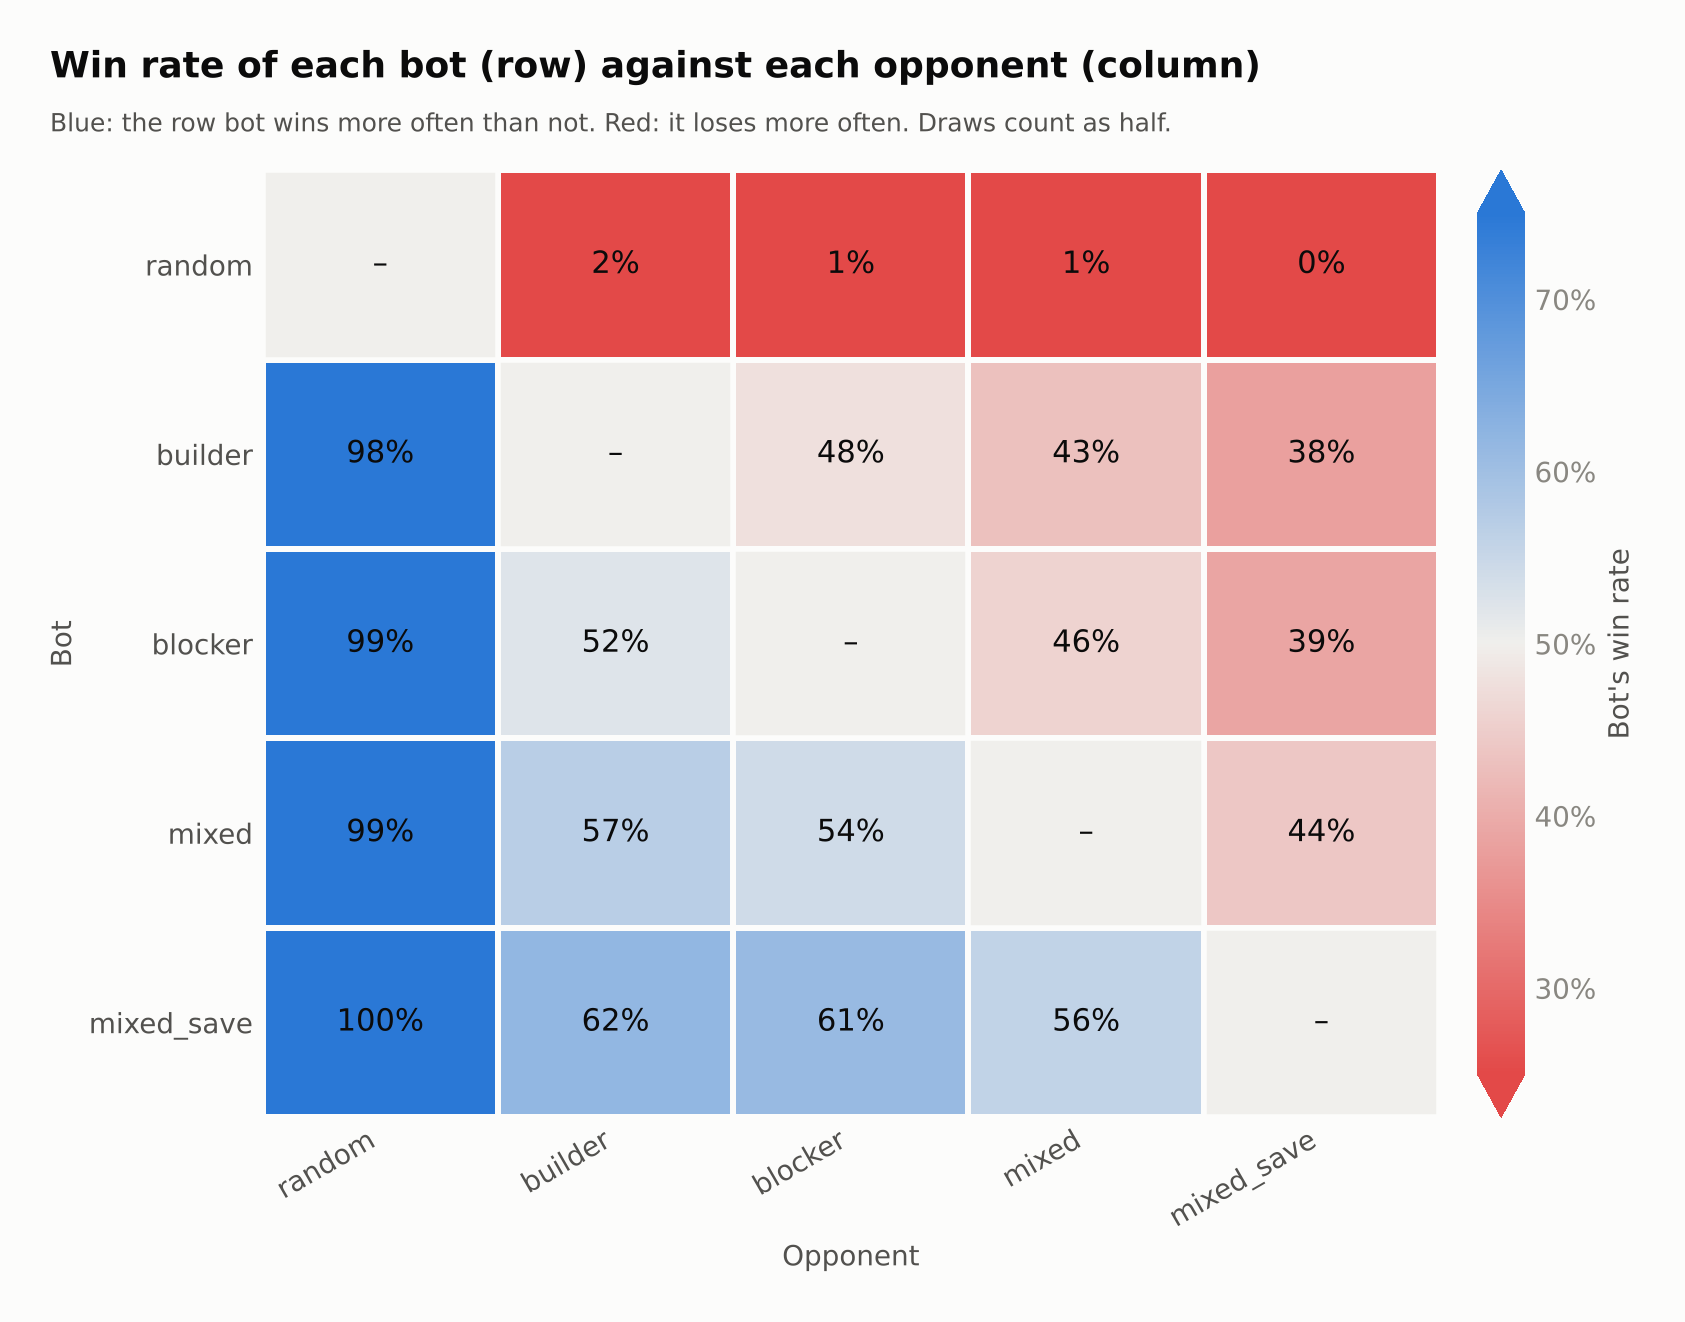 Win rate of each bot (row) against each opponent (column)
Blue: the row bot wins more often than not. Red: it loses more often. Draws count as half.
random – 2% 1% 1% 0%
builder 98% – 48% 43% 38%
blocker 99% 52% – 46% 39%
mixed 99% 57% 54% – 44%
mixed_save 100% 62% 61% 56% –
random builder blocker mixed mixed_save
Opponent
Bot
70%
60%
50%
40%
30%
Bot's win rate